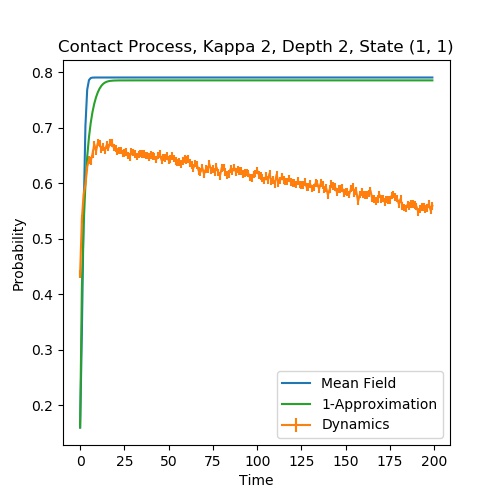 Contact Process, Kappa 2, Depth 2, State (1, 1)
0.8
0.7
0.6
0.5
0.4
0.3
0.2
Probability
Mean Field
1-Approximation
Dynamics
0 25 50 75 100 125 150 175 200
Time